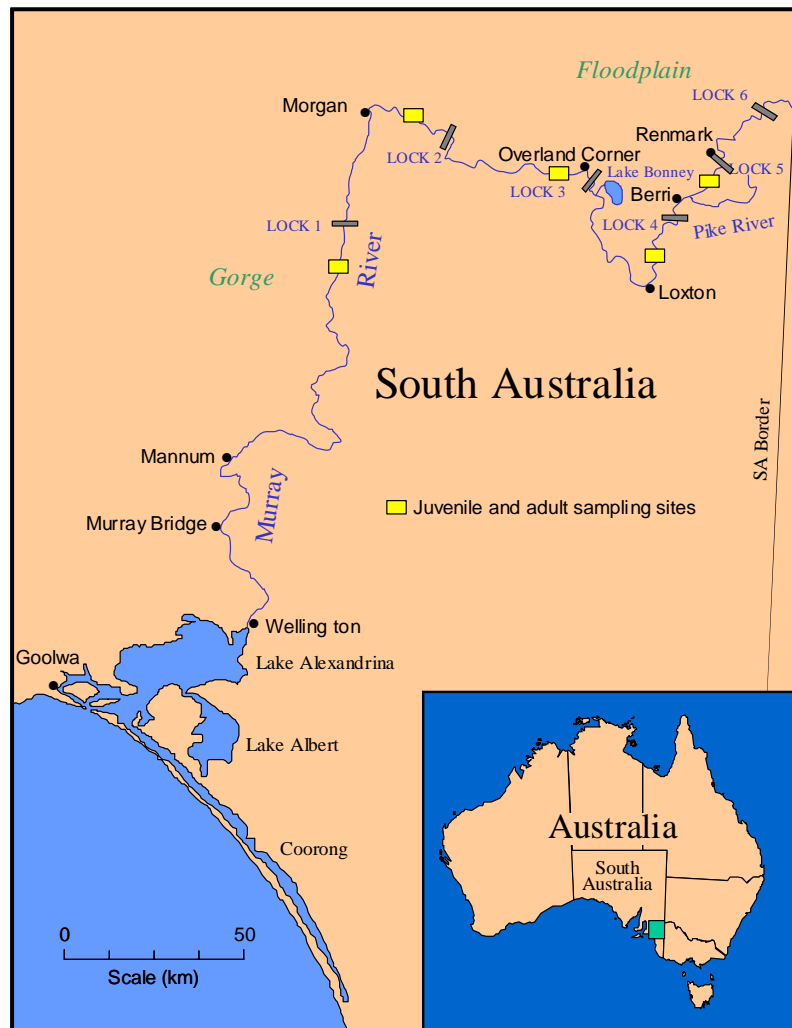 Floodplain
LOCK 6
Morgan
Renmark
LOCK 2
Overland Corner
LOCK 5
Lake Bonney
LOCK 3
Berri
LOCK 1
LOCK 4
Pike River
River
Gorge
Loxton
South Australia
SA Border
Mannum
Murray
Juvenile and adult sampling sites
Murray Bridge
Welling ton
Goolwa
Lake Alexandrina
Lake Albert
Coorong
0 50
Scale (km)
Australia
South
Australia